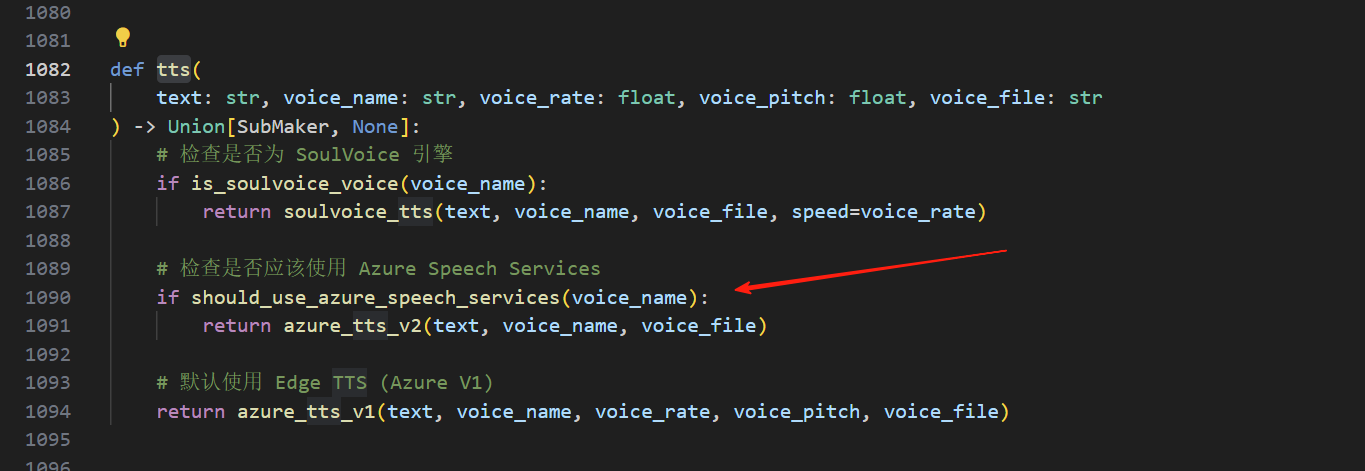 1080
1081
1082 def tts(
1083 text: str, voice_name: str, voice_rate: float, voice_pitch: float, voice_file: str
1084 ) -> Union[SubMaker, None]:
1085 # 检查是否为 SoulVoice 引擎
1086 if is_soulvoice_voice(voice_name):
1087 return soulvoice_tts(text, voice_name, voice_file, speed=voice_rate)
1088
1089 # 检查是否应该使用 Azure Speech Services
1090 if should_use_azure_speech_services(voice_name):
1091 return azure_tts_v2(text, voice_name, voice_file)
1092
1093 # 默认使用 Edge TTS (Azure V1)
1094 return azure_tts_v1(text, voice_name, voice_rate, voice_pitch, voice_file)
1095
1096